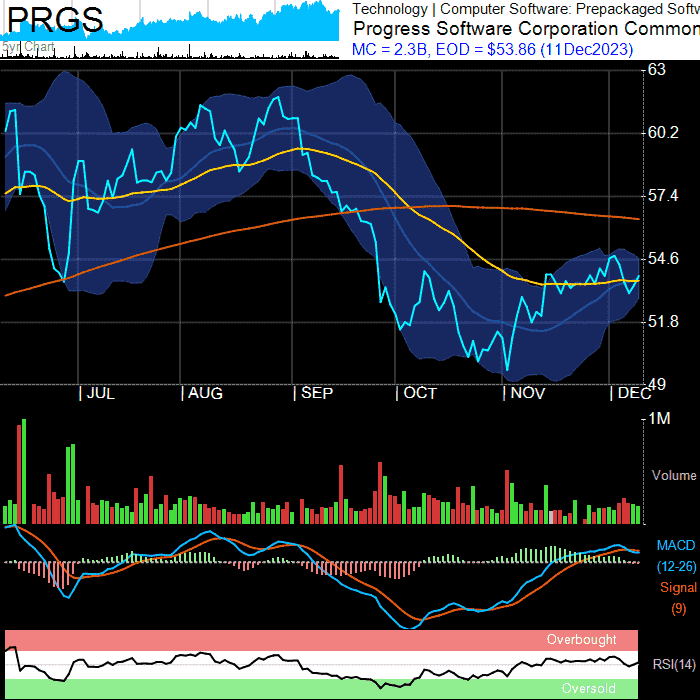 PRGS
5yr Chart
Technology | Computer Software: Prepackaged Softw
Progress Software Corporation Common
MC = 2.3B, EOD = $53.86 (11Dec2023)
63
60.2
57.4
54.6
51.8
49
| JUL | AUG | SEP | OCT | NOV | DEC
1M
Volume
MACD
(12-26)
Signal
(9)
Overbought
RSI(14)
Oversold